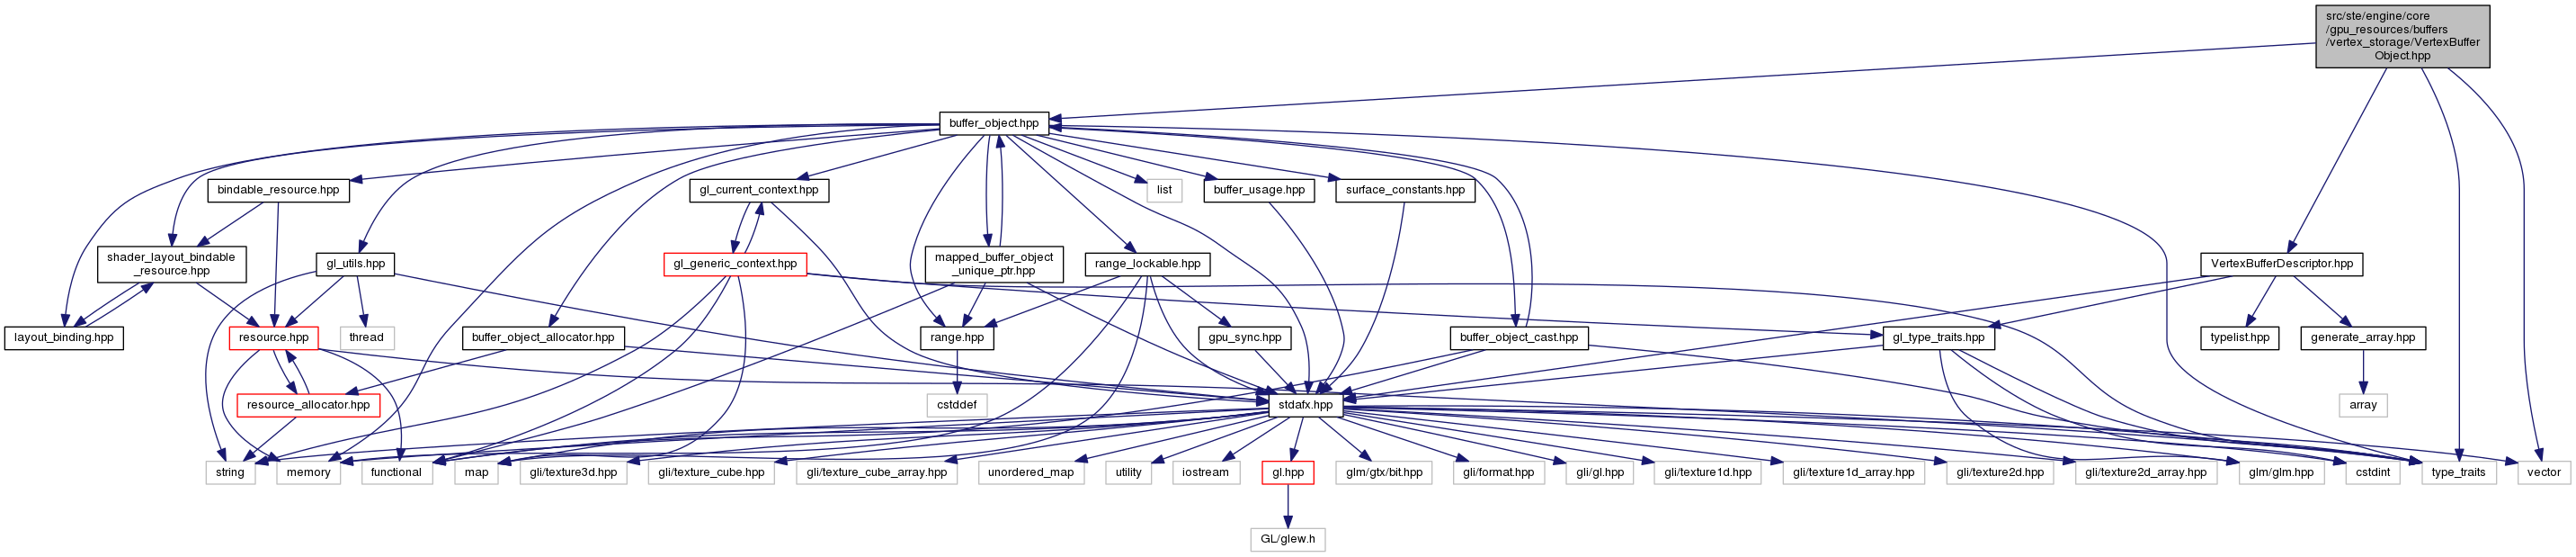 src/ste/engine/core
/gpu_resources/buffers
/vertex_storage/VertexBuffer
Object.hpp
buffer_object.hpp
bindable_resource.hpp
gl_current_context.hpp
list
buffer_usage.hpp
surface_constants.hpp
shader_layout_bindable
_resource.hpp
gl_utils.hpp
gl_generic_context.hpp
mapped_buffer_object
_unique_ptr.hpp
range_lockable.hpp
VertexBufferDescriptor.hpp
layout_binding.hpp
resource.hpp
thread
buffer_object_allocator.hpp
range.hpp
gpu_sync.hpp
buffer_object_cast.hpp
gl_type_traits.hpp
typelist.hpp
generate_array.hpp
resource_allocator.hpp
cstddef
stdafx.hpp
array
string
memory
functional
map
gli/texture3d.hpp
gli/texture_cube.hpp
gli/texture_cube_array.hpp
unordered_map
utility
iostream
gl.hpp
glm/gtx/bit.hpp
gli/format.hpp
gli/gl.hpp
gli/texture1d.hpp
gli/texture1d_array.hpp
gli/texture2d.hpp
gli/texture2d_array.hpp
glm/glm.hpp
cstdint
type_traits
vector
GL/glew.h